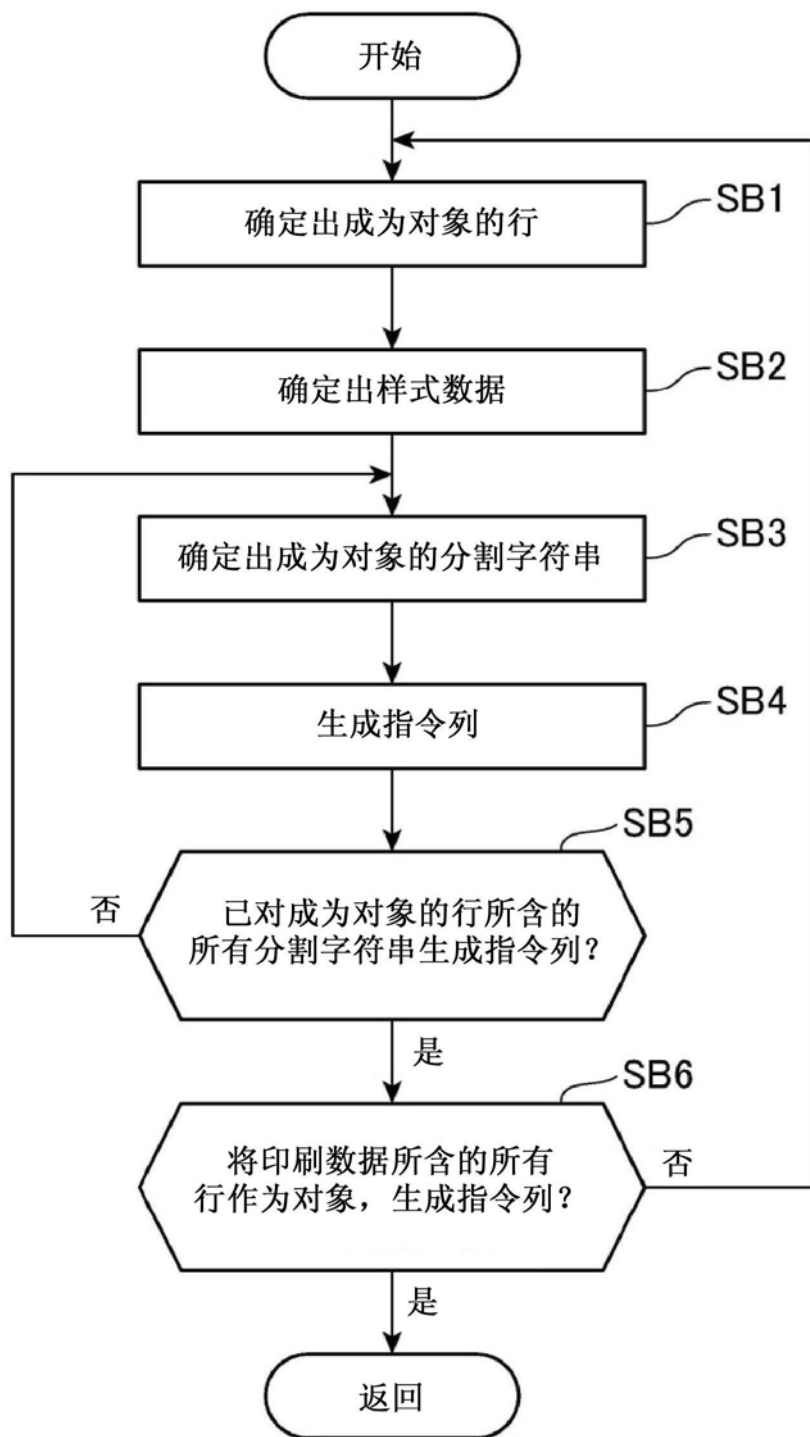 开始
确定出成为对象的行
SB1
确定出样式数据
SB2
确定出成为对象的分割字符串
SB3
生成指令列
SB4
SB5
否
已对成为对象的行所含的
所有分割字符串生成指令列？
是
SB6
将印刷数据所含的所有
行作为对象，生成指令列？
否
是
返回